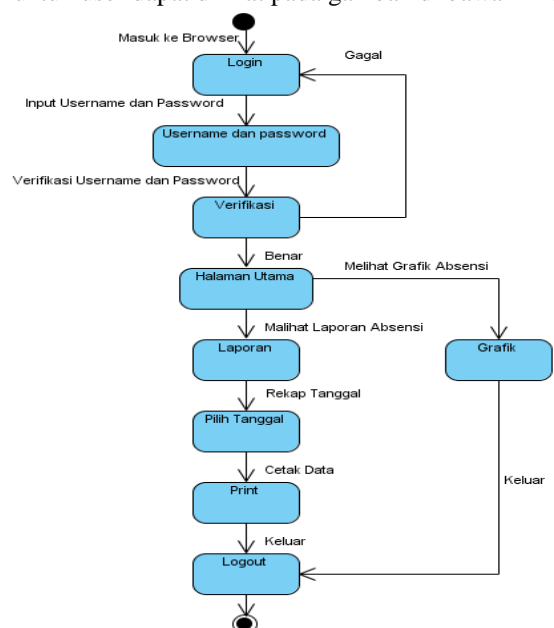 Masuk ke Browser
Login
Gagal
Input Username dan Password
Username dan password
Verifikasi Username dan Password
Verifikasi
Benar
Halaman Utama
Melihat Grafik Absensi
Malihat Laporan Absensi
Laporan
Grafik
Rekap Tanggal
Pilih Tanggal
Cetak Data
Print
Keluar
Keluar
Logout